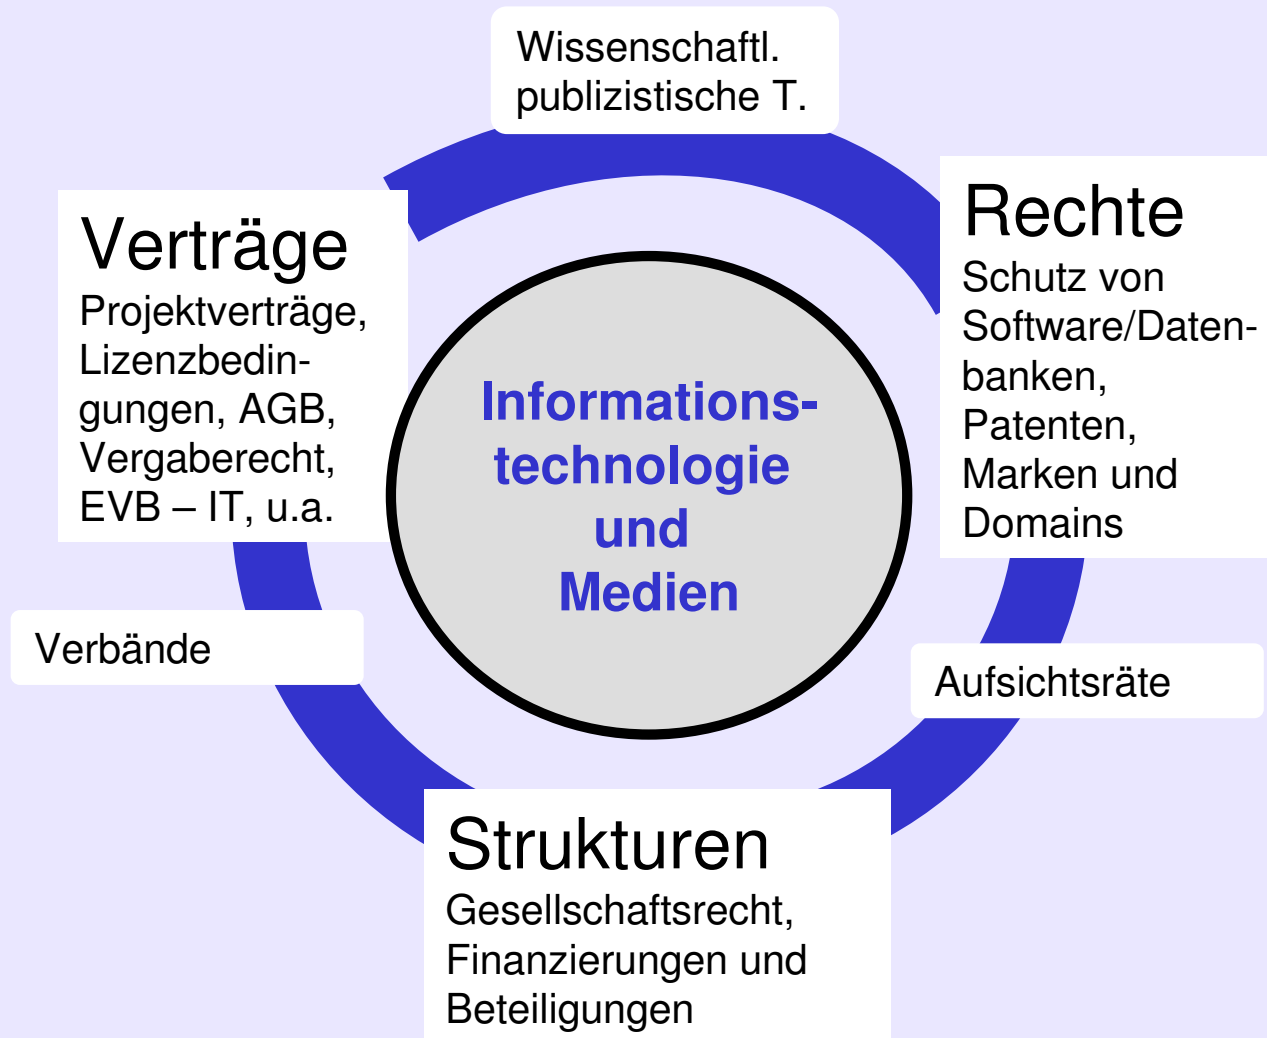 Wissenschaftl.
publizistische T.
Verträge
Projektverträge,
Lizenzbedin-
gungen, AGB,
Vergaberecht,
EVB – IT, u.a.
Rechte
Schutz von
Software/Daten-
banken,
Patenten,
Marken und
Domains
Informations-
technologie
und
Medien
Verbände
Aufsichtsräte
Strukturen
Gesellschaftsrecht,
Finanzierungen und
Beteiligungen